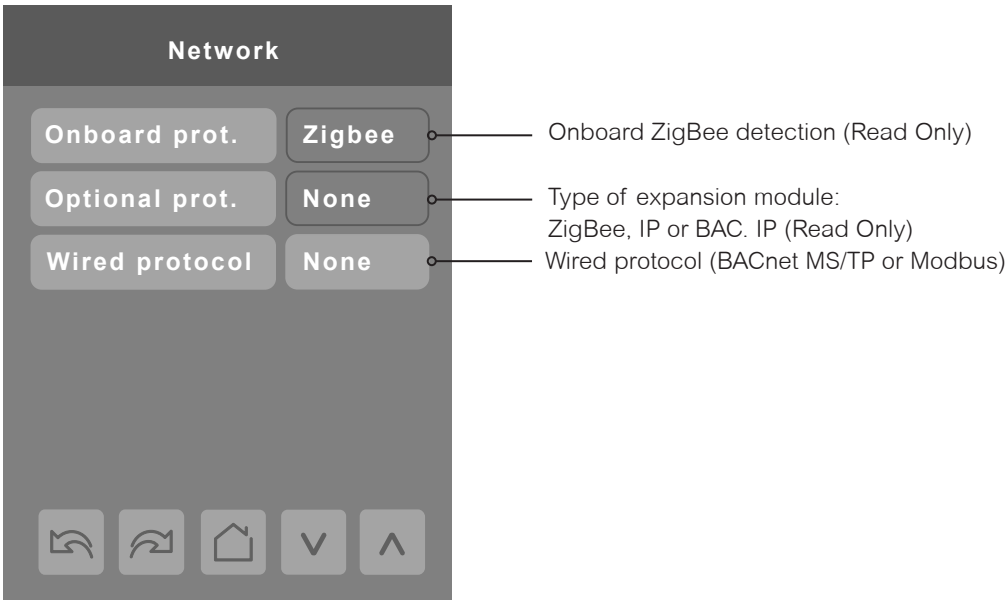 Network
Onboard prot. Zigbee
Onboard ZigBee detection (Read Only)
Optional prot. None
Type of expansion module:
ZigBee, IP or BAC. IP (Read Only)
Wired protocol None
Wired protocol (BACnet MS/TP or Modbus)